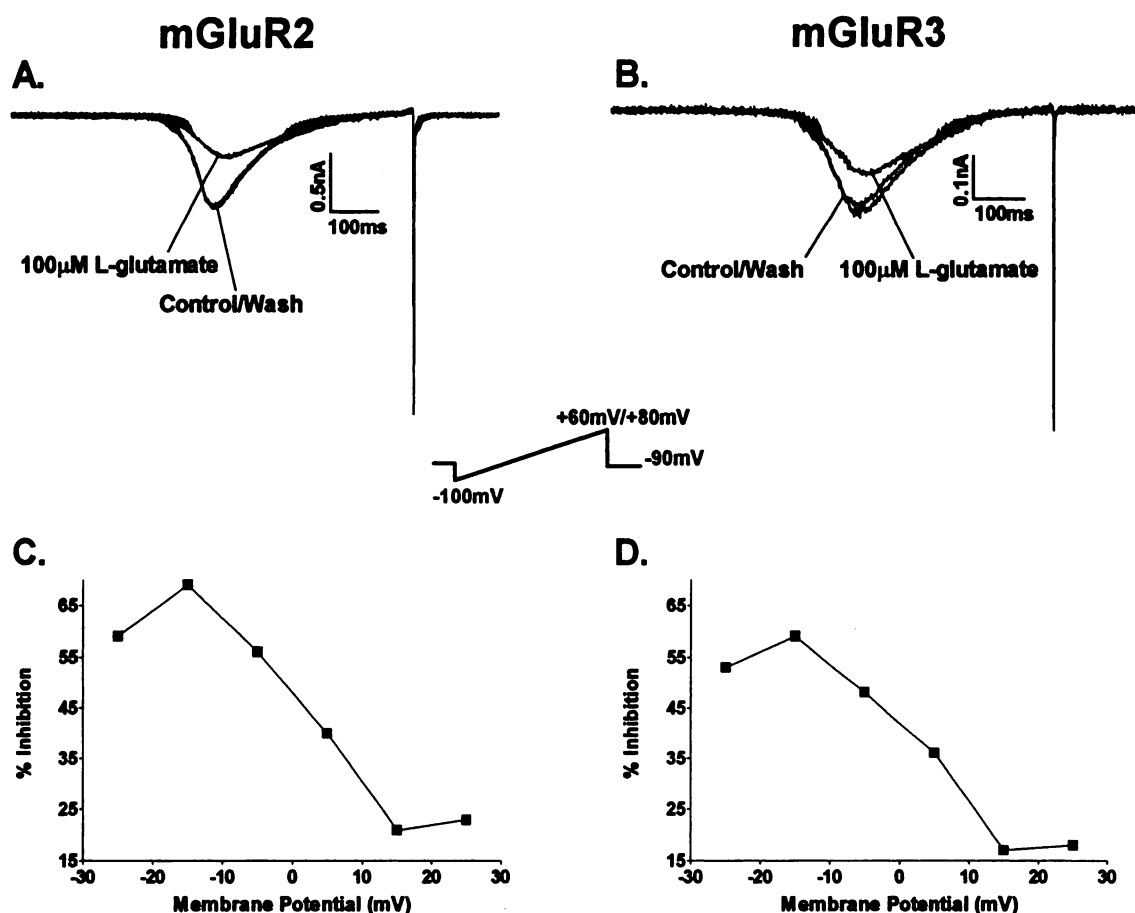 mGluR2
mGluR3
A.
B.
0.5nA
100ms
100µM L-glutamate
Control/Wash
0.1nA
100ms
Control/Wash
100µM L-glutamate
+60mV/+80mV
-90mV
-100mV
C.
D.
% Inhibition
65
55
45
35
25
15
-30
-20
-10
0
10
20
30
Membrane Potential (mV)
% Inhibition
65
55
45
35
25
15
-30
-20
-10
0
10
20
30
Membrane Potential (mV)